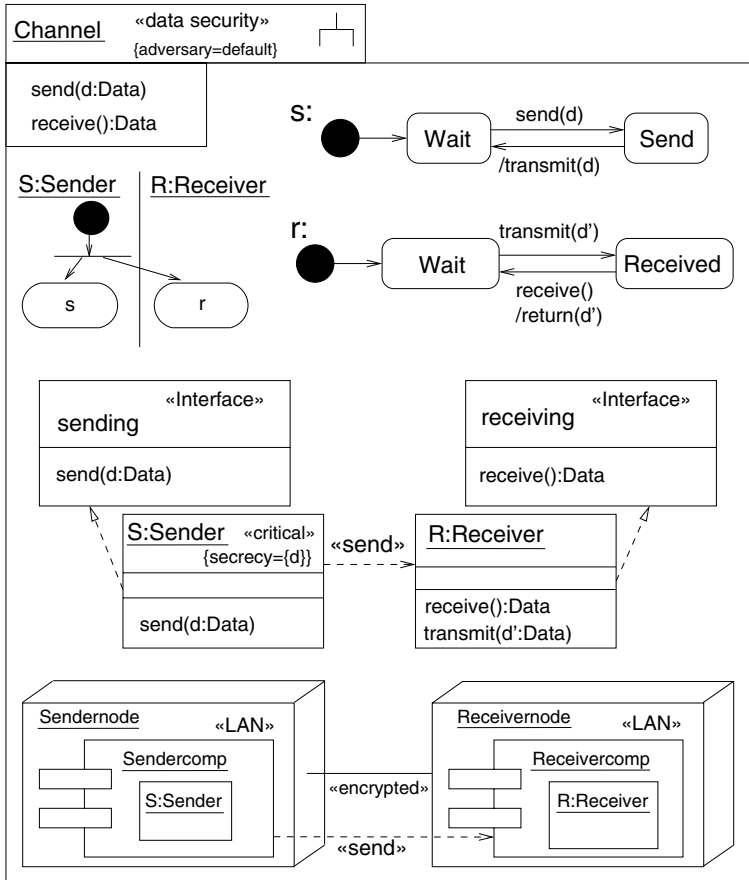 Channel
«data security»
{adversary=default}
send(d:Data)
receive():Data
s:
Wait
send(d)
/transmit(d)
Send
S:Sender
R:Receiver
s
r
r:
Wait
transmit(d')
receive()
/return(d')
Received
«Interface»
sending
send(d:Data)
«Interface»
receiving
receive():Data
S:Sender
«critical»
{secrecy={d}}
send(d:Data)
«send»
R:Receiver
receive():Data
transmit(d':Data)
Sendernode
«LAN»
Sendercomp
S:Sender
«encrypted»
«send»
Receivernode
«LAN»
Receivercomp
R:Receiver